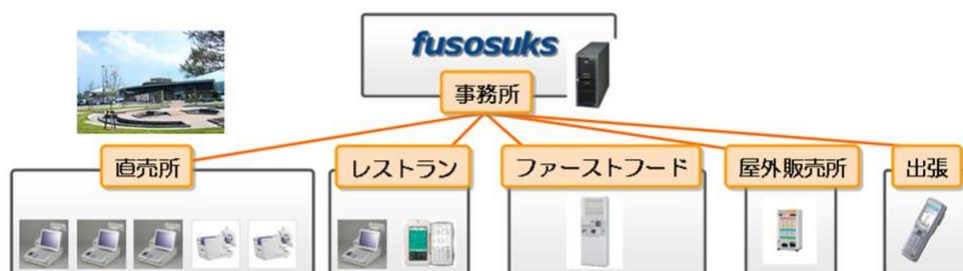 fusosuks
事務所
直売所
レストラン
ファーストフード
屋外販売所
出張